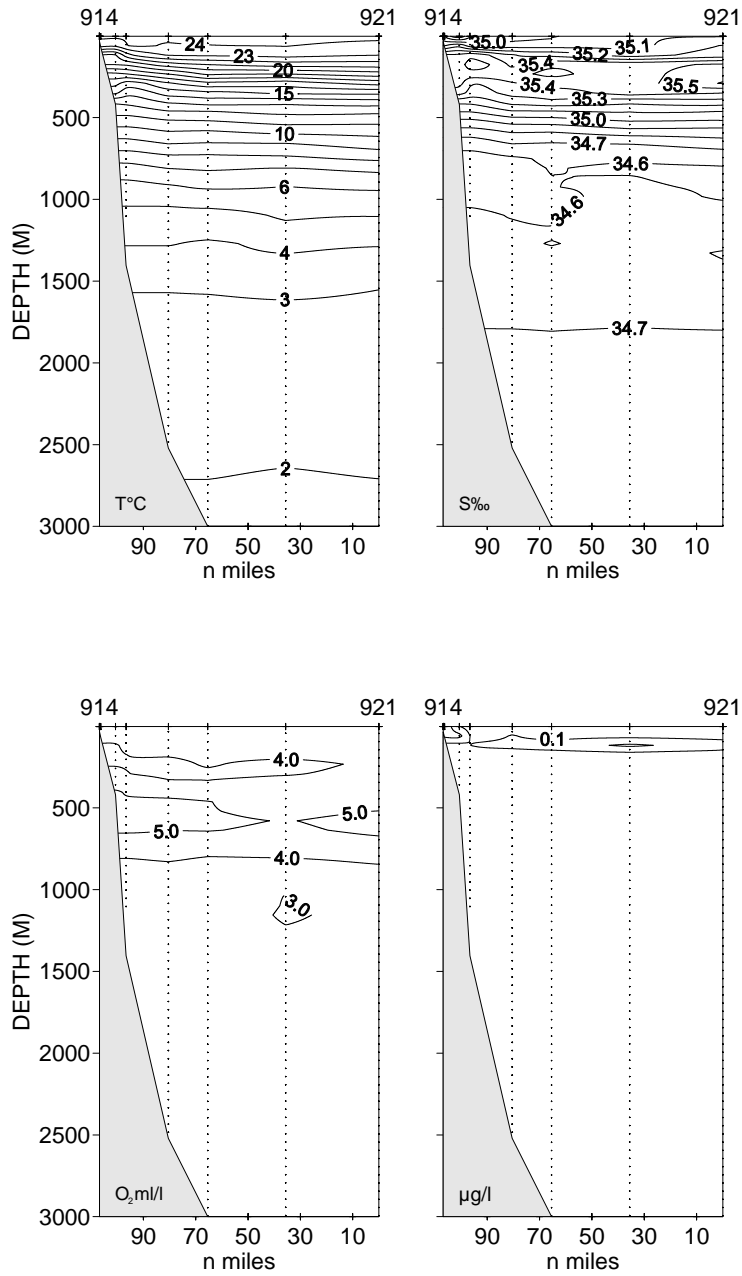 914 921 914 921
24 35.0 35.1
23 35.2
20 35.4
15 35.4 35.5
500 35.3
10 35.0
34.7
34.6
6
1000
34.6
4
DEPTH (M)
1500
3 34.7
2000
2500
2
T°C S‰
3000
90 70 50 30 10 90 70 50 30 10
n miles n miles
914 921 914 921
4.0 0.1
500 5.0
5.0
4.0
1000
3.0
DEPTH (M)
1500
2000
2500
O₂ml/l µg/l
3000
90 70 50 30 10 90 70 50 30 10
n miles n miles